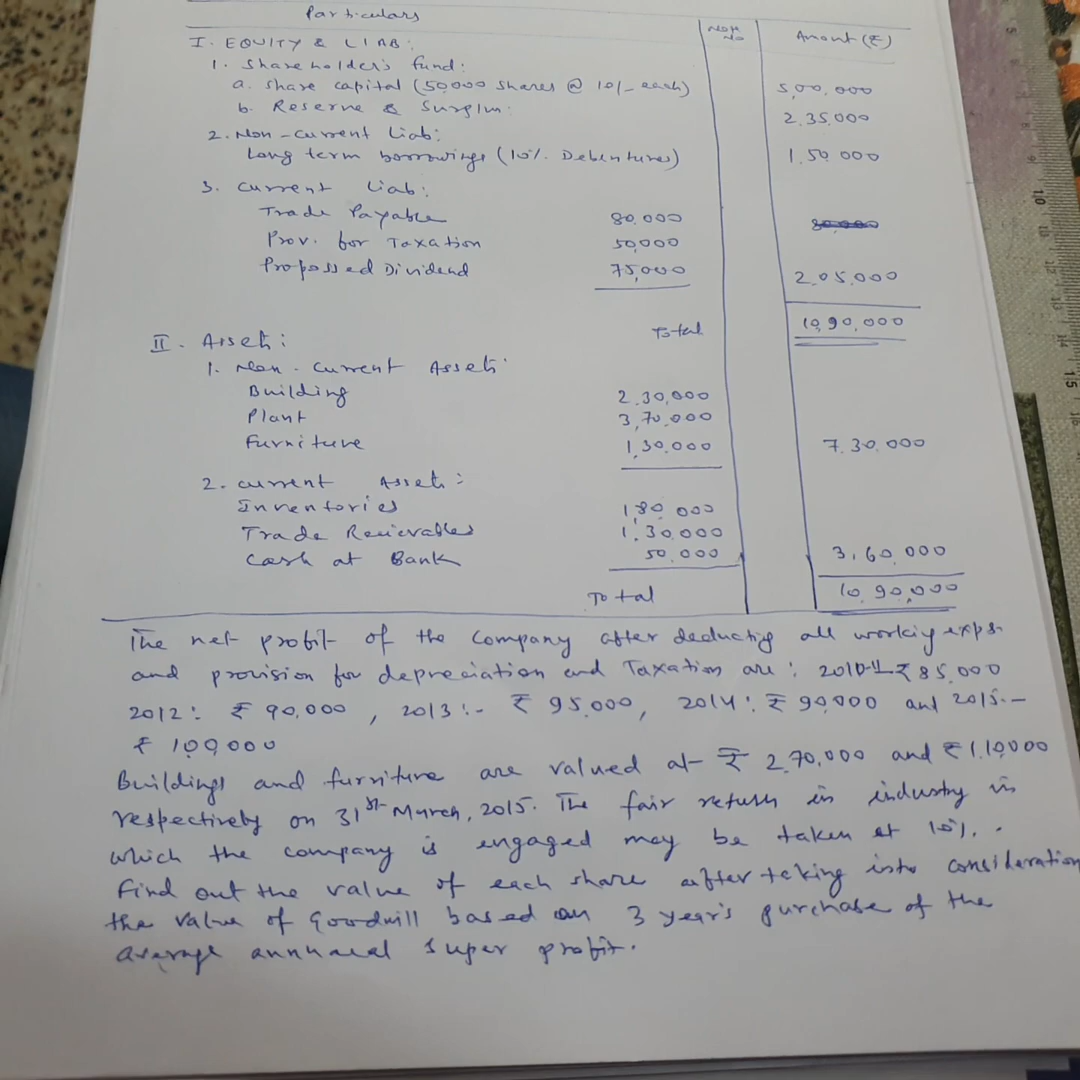 Particulars Note No Amount (₹)
I. EQUITY & LIAB:
1. Shareholder's fund:
a. Share capital (50,000 shares @ 10/- each) 5,00,000
b. Reserve & Surplus. 2,35,000
2. Non-current Liab:
Long term borrowings (10% Debentures) 1,50,000
3. Current Liab:
Trade Payable 80,000 80,000
Prov. for Taxation 50,000
Propossed Dividend 75,000 2,05,000
Total 10,90,000
II. Assets:
1. Non-current Assets:
Building 2,30,000
Plant 3,70,000
Furniture 1,30,000 7,30,000
2. current Assets:
Inventories 1,80,000
Trade Recievables 1,30,000
Cash at Bank 50,000 3,60,000
Total 10,90,000
The net profit of the Company after deducting all working exps.
and provision for depreciation and Taxation are: ₹ 85,000
2012: ₹ 90,000, 2013:- ₹ 95,000, 2014: ₹ 90,000 and 2015:-
₹ 1,00,000
Buildings and furniture are valued at ₹ 2,70,000 and ₹ 1,10,000
respectively on 31st March, 2015. The fair return in industry in
which the company is engaged may be taken at 10%.
Find out the value of each share after taking into consideration
the value of Goodwill based on 3 year's purchase of the
average annual super profit.